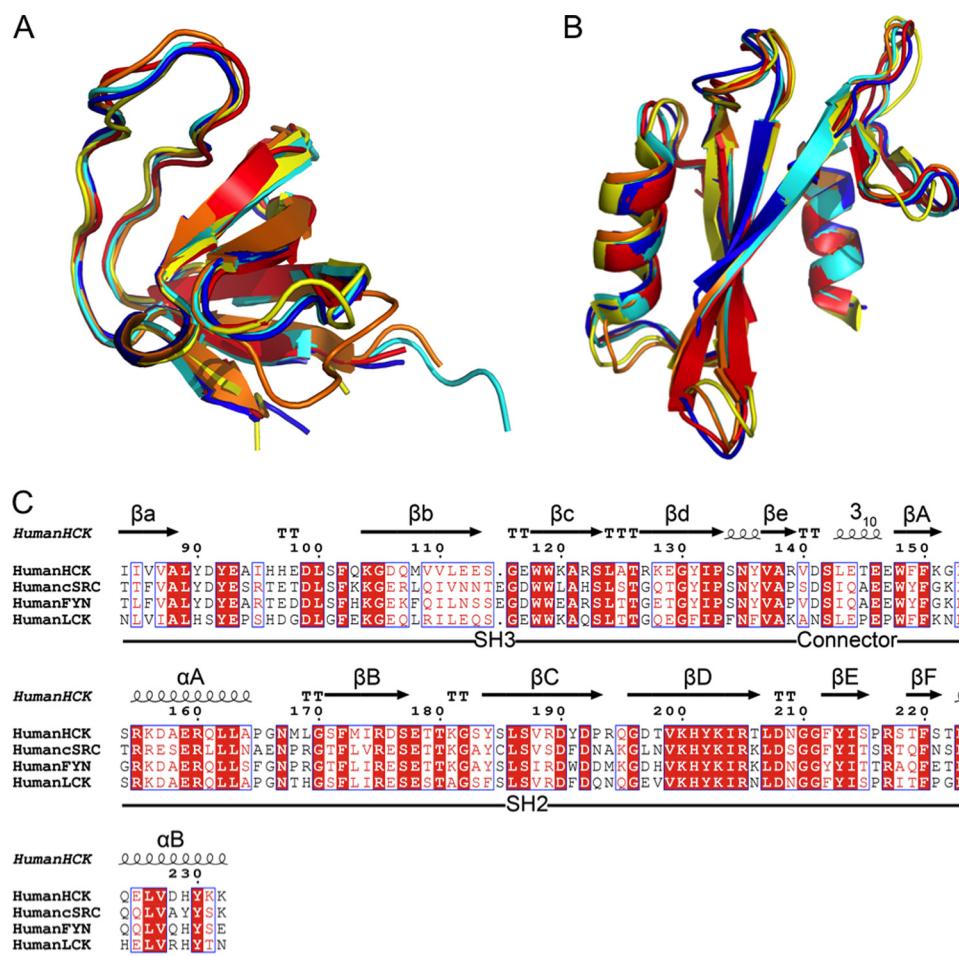 A
B
C
βa βb βc βd βe 3₁₀ βA
HumanHCK TT TT TTT TT
90 100 110 120 130 140 150
HumanHCK ITVVALYDYEAIHHEDLSFQKGDQMVVLEES.GEWWKARSLATRKEGYIPSNYVARVDSLETEEWFFKG
HumancSRC TTFVALYDYESRTETDLSFKKGERLQIVNNTEGDWWLAHSLSTGQTGYIPSNYVAPSDSIQAEEWYFGK
HumanFYN TLFVALYDYEARTEDDLSFHKGEKFQILNSSEGDWWEARSLTTGETGYIPSNYVAPVDSIQAEEWYFGK
HumanLCK NLVIALHSYEPSHDGDLGFEKGEQLRILEQS.GEWWKAQSLTTGQEGFIPFNFVAKANSLEPEPWFFKN
SH3 Connector
αA βB βC βD βE βF
HumanHCK TT TT TT
160 170 180 190 200 210 220
HumanHCK SRKDAERQLLAPGNMLGSFMIRDSETTKGSYSLSVRDYDPRQGDTVKHYKIRTLDNGGFYISPRSTFST
HumancSRC TRRESERLLLNAENPRGTFLVRESETTKGAYCLSVSDFDNAKGLNVKHYKIRKLDSGGFYITSRTQFNS
HumanFYN GRKDAERQLLSFGNPRGTFLIRESETTKGAYSLSIRDWDDMKGDHVKHYKIRKLDNGGYYITTRAQFET
HumanLCK SRKDAERQLLAPGNTHGSFLIRESESTAGSFSLSVRDFDQNQGEVVKHYKIRNLDNGGFYISPRITFPG
SH2
αB
HumanHCK
230
HumanHCK QELVDHYKK
HumancSRC QQLVAYYSK
HumanFYN QQLVQHYSE
HumanLCK HELVRHYTN